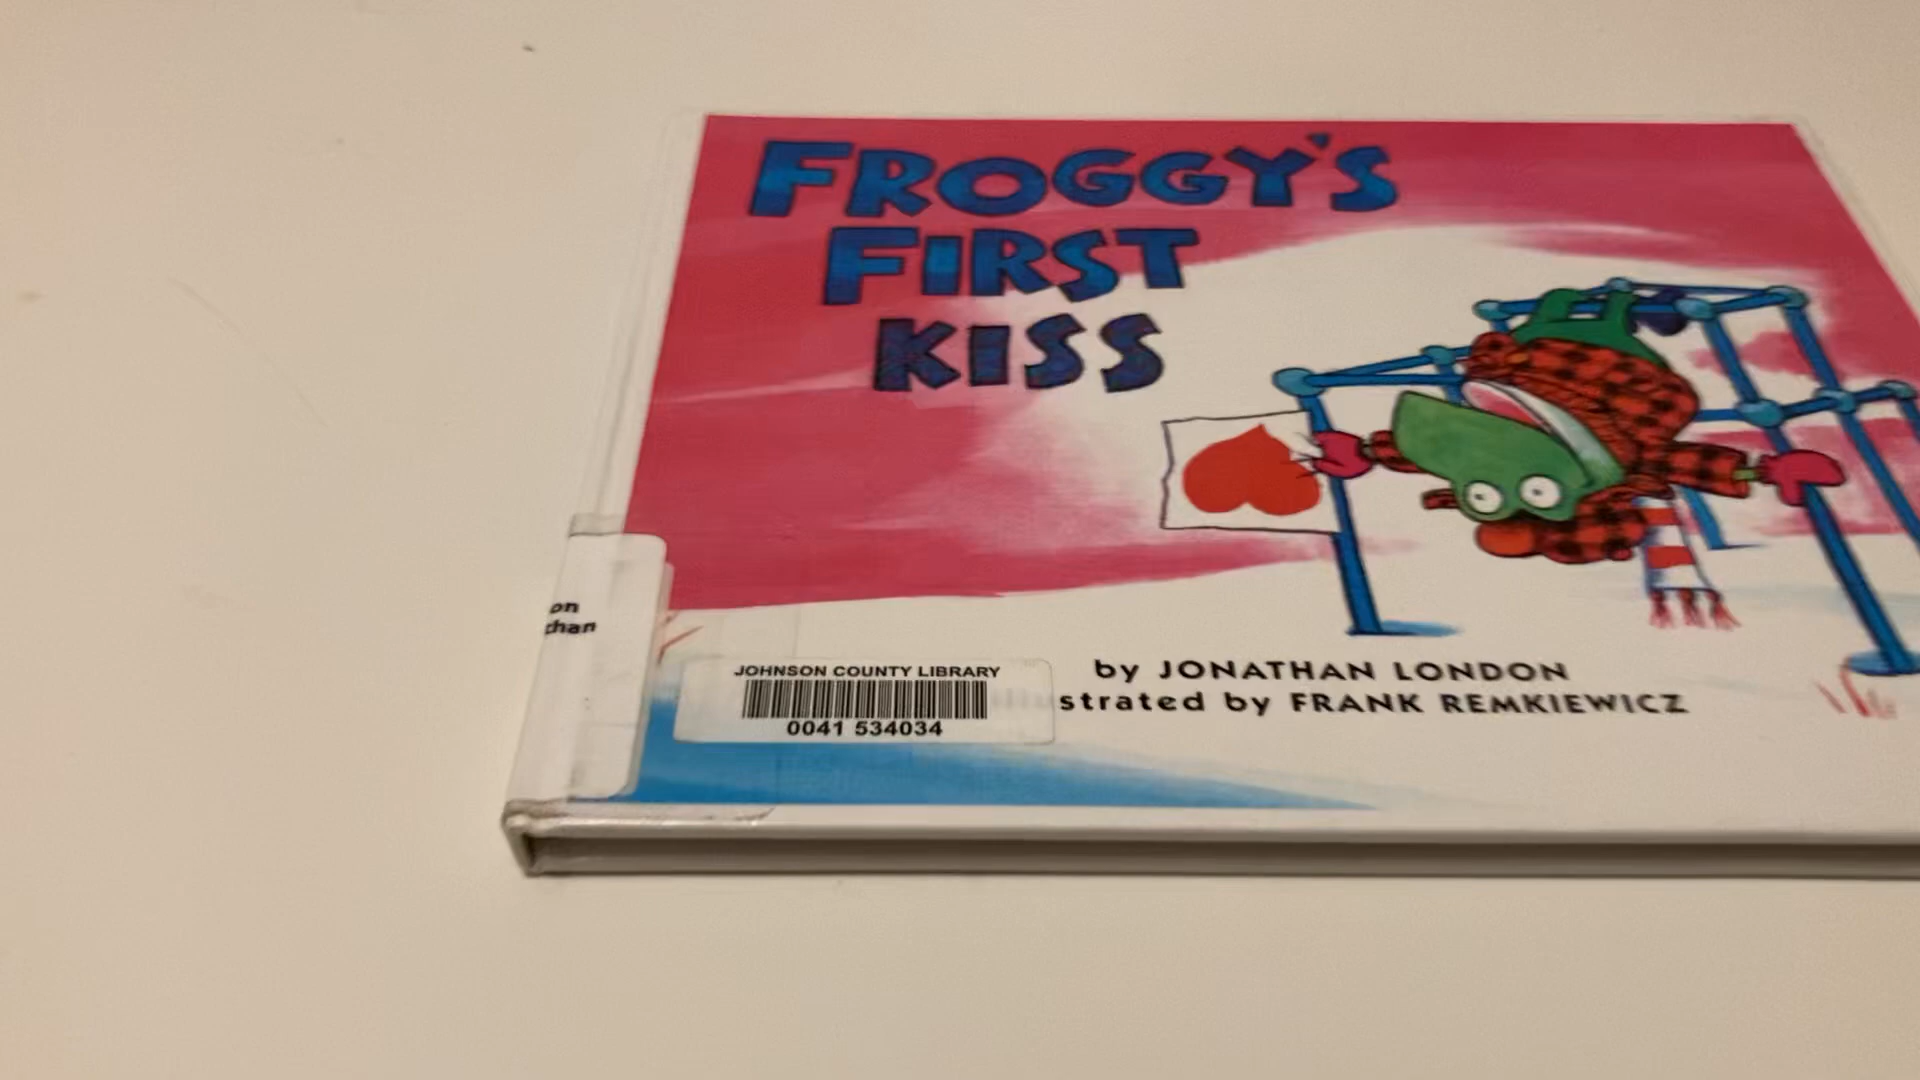 FROGGY'S
FIRST
KISS
on
than
JOHNSON COUNTY LIBRARY
0041 534034
by JONATHAN LONDON
strated by FRANK REMKIEWICZ